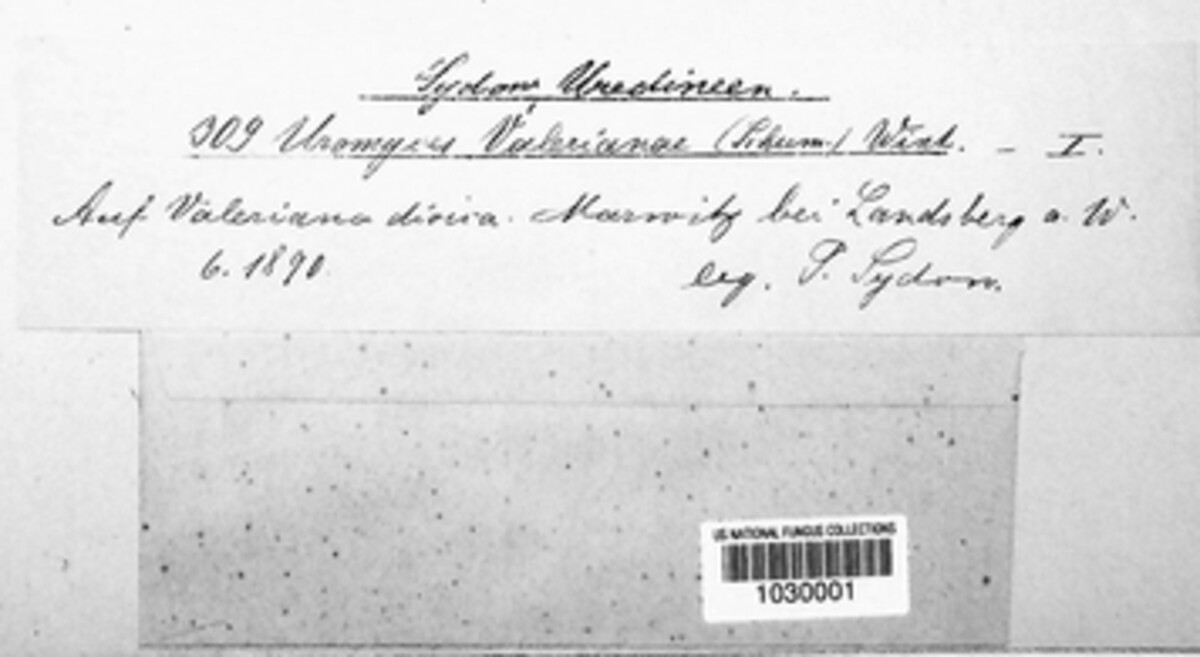 Sydow Uredineen.
309 Uromyces Valerianae (Schum.) Wint. – I.
Auf Valeriana dioica. Marwitz bei Landsberg a. W.
6. 1890.
leg. P. Sydow.
US NATIONAL FUNGUS COLLECTIONS
1030001